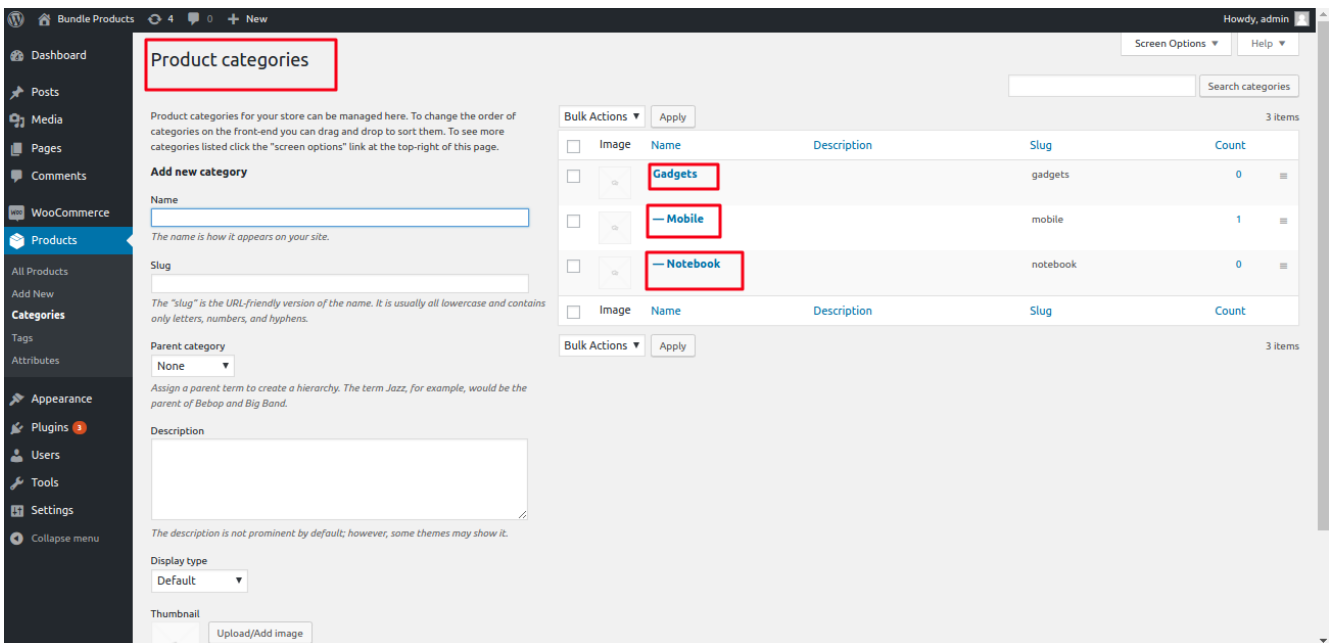 Bundle Products 4 0 + New Howdy, admin
Dashboard
Posts
Media
Pages
Comments
WooCommerce
Products
All Products
Add New
Categories
Tags
Attributes
Appearance
Plugins 3
Users
Tools
Settings
Collapse menu
Screen Options ▼ Help ▼
Product categories
Search categories
Product categories for your store can be managed here. To change the order of
categories on the front-end you can drag and drop to sort them. To see more
categories listed click the "screen options" link at the top-right of this page.
Add new category
Name
The name is how it appears on your site.
Slug
The "slug" is the URL-friendly version of the name. It is usually all lowercase and contains
only letters, numbers, and hyphens.
Parent category
None ▼
Assign a parent term to create a hierarchy. The term Jazz, for example, would be the
parent of Bebop and Big Band.
Description
The description is not prominent by default; however, some themes may show it.
Display type
Default ▼
Thumbnail
Upload/Add image
Bulk Actions ▼ Apply 3 items
Image Name Description Slug Count
Gadgets gadgets 0
— Mobile mobile 1
— Notebook notebook 0
Image Name Description Slug Count
Bulk Actions ▼ Apply 3 items